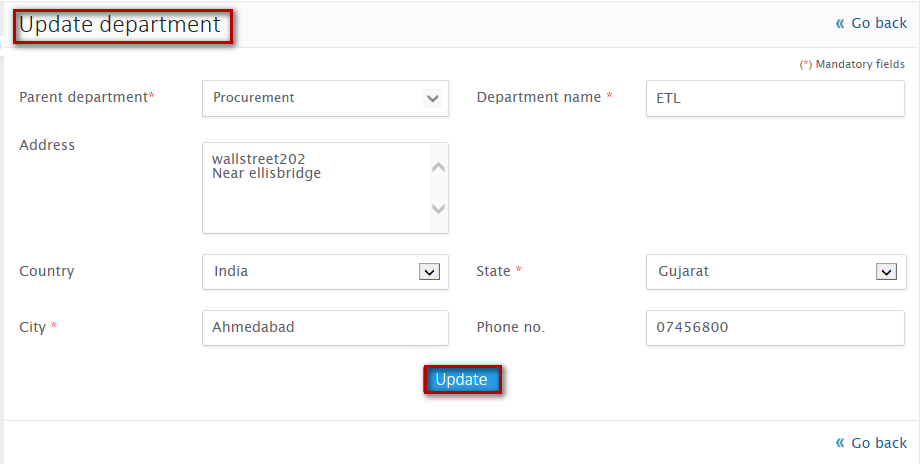 Update department
« Go back
(*) Mandatory fields
Parent department* Procurement Department name * ETL
Address
wallstreet202
Near ellisbridge
Country India State * Gujarat
City * Ahmedabad Phone no. 07456800
Update
« Go back